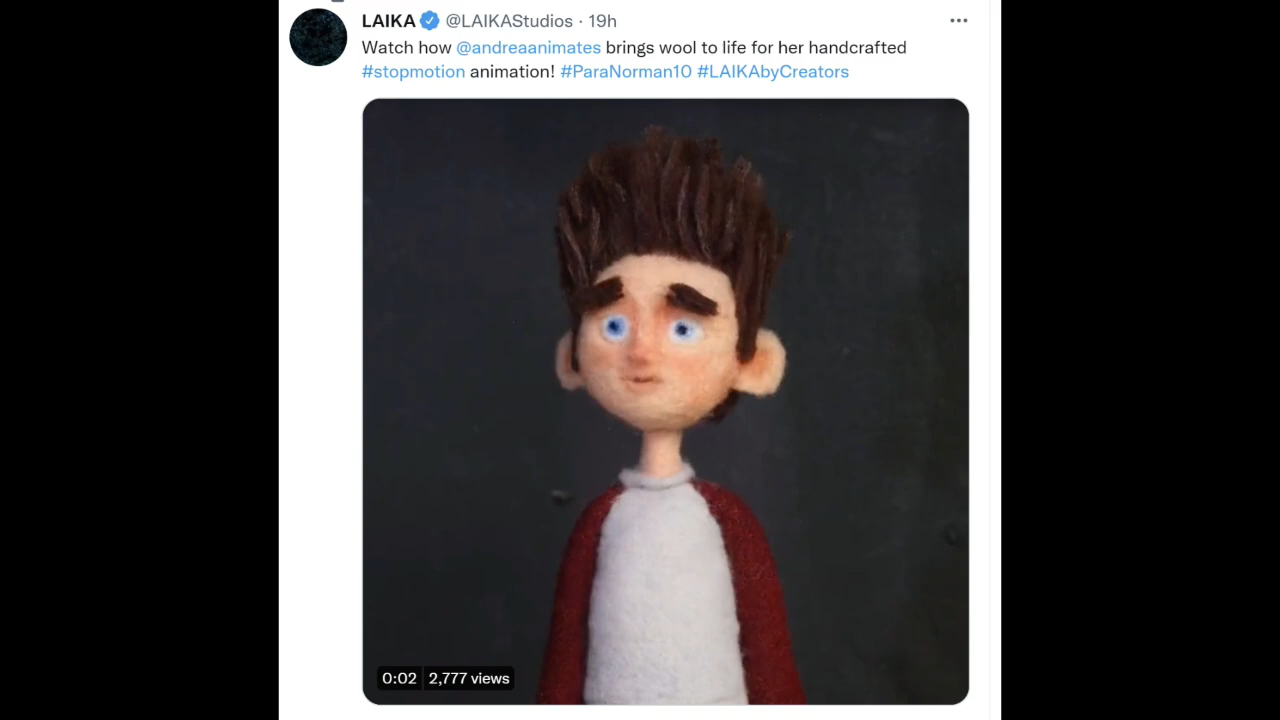 LAIKA @LAIKAStudios · 19h
Watch how @andreaanimates brings wool to life for her handcrafted
#stopmotion animation! #ParaNorman10 #LAIKAbyCreators
0:02 2,777 views